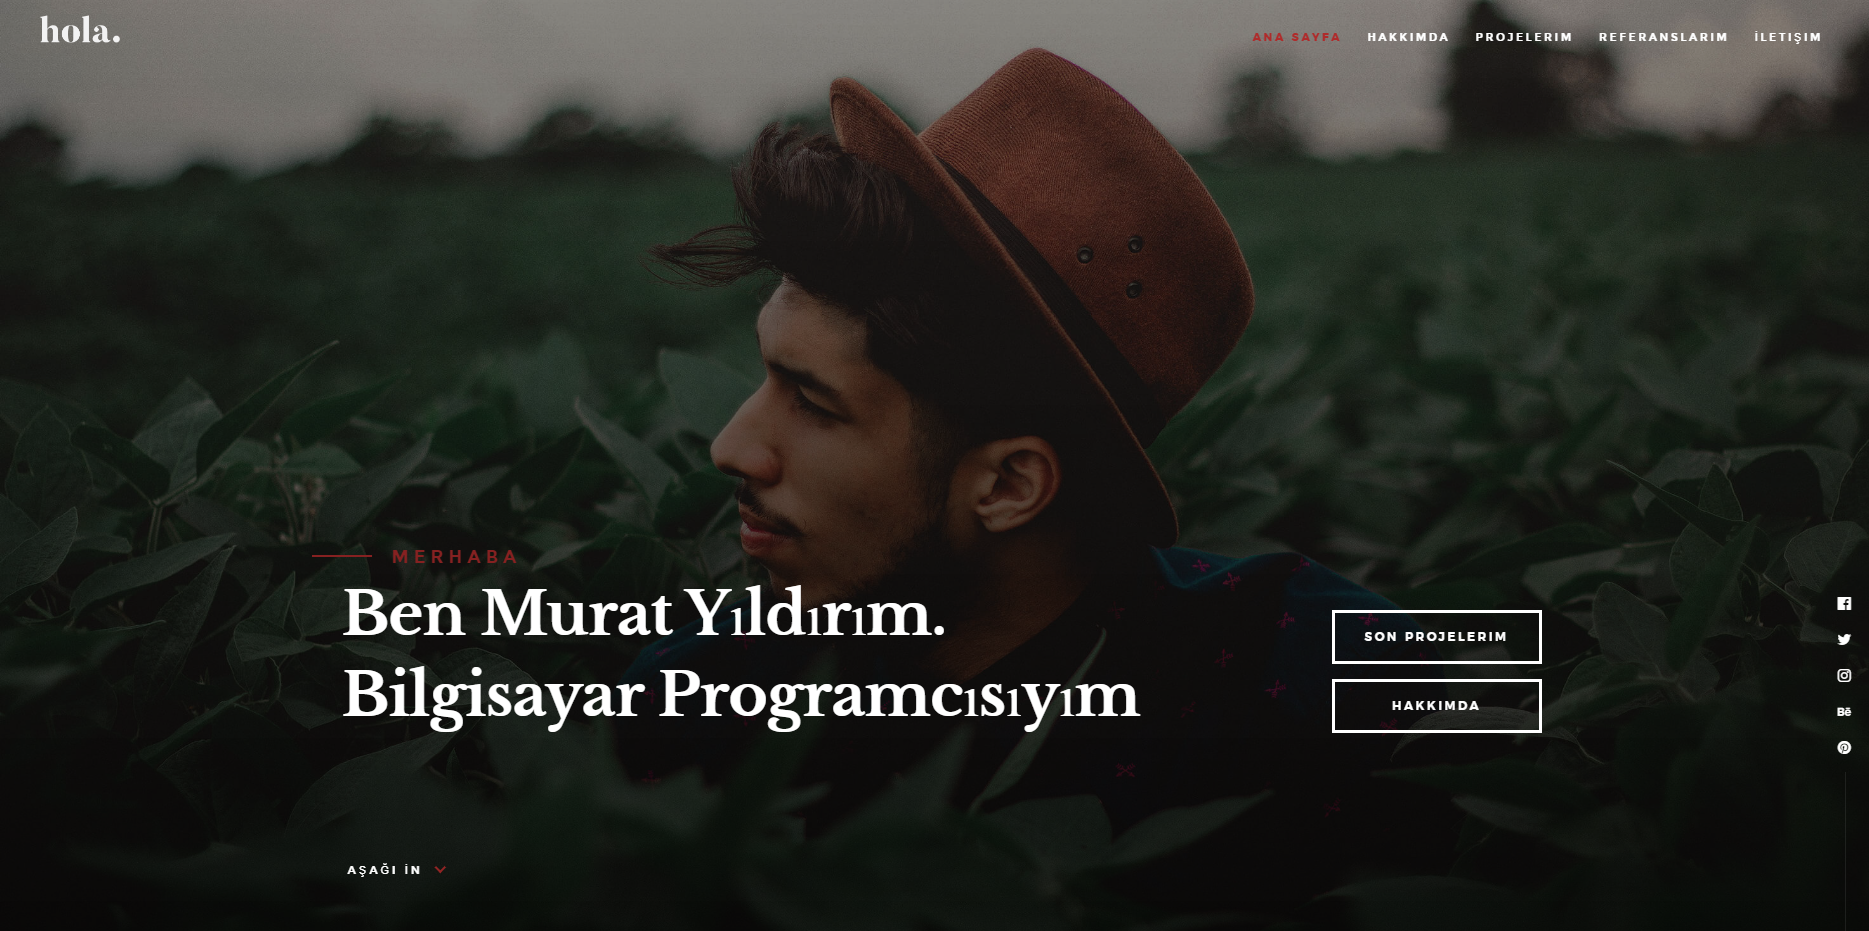 hola.
ANA SAYFA HAKKIMDA PROJELERIM REFERANSLARIM İLETIŞIM
MERHABA
Ben Murat Yıldırım.
Bilgisayar Programcısıyım
SON PROJELERIM
HAKKIMDA
Bē
AŞAĞI İN